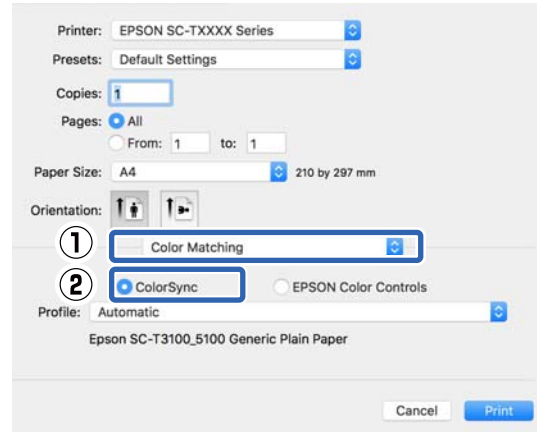 Printer: EPSON SC-TXXXX Series
Presets: Default Settings
Copies: 1
Pages: All
From: 1 to: 1
Paper Size: A4 210 by 297 mm
Orientation:
① Color Matching
② ColorSync EPSON Color Controls
Profile: Automatic
Epson SC-T3100_5100 Generic Plain Paper
Cancel Print